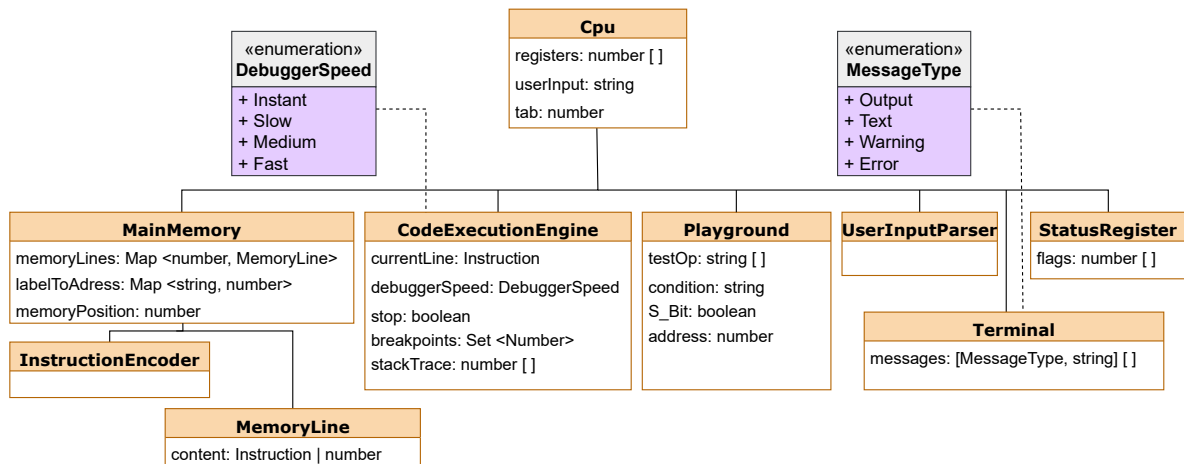 Cpu
registers: number [ ]
userInput: string
tab: number
«enumeration»
DebuggerSpeed
+ Instant
+ Slow
+ Medium
+ Fast
«enumeration»
MessageType
+ Output
+ Text
+ Warning
+ Error
MainMemory
memoryLines: Map <number, MemoryLine>
labelToAdress: Map <string, number>
memoryPosition: number
CodeExecutionEngine
currentLine: Instruction
debuggerSpeed: DebuggerSpeed
stop: boolean
breakpoints: Set <Number>
stackTrace: number [ ]
Playground
testOp: string [ ]
condition: string
S_Bit: boolean
address: number
UserInputParser
StatusRegister
flags: number [ ]
Terminal
messages: [MessageType, string] [ ]
InstructionEncoder
MemoryLine
content: Instruction | number